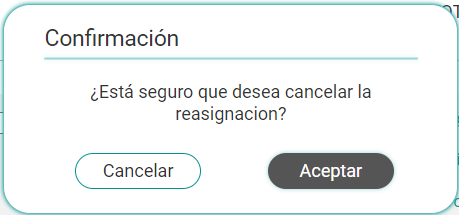 Confirmación
¿Está seguro que desea cancelar la
reasignacion?
Cancelar
Aceptar